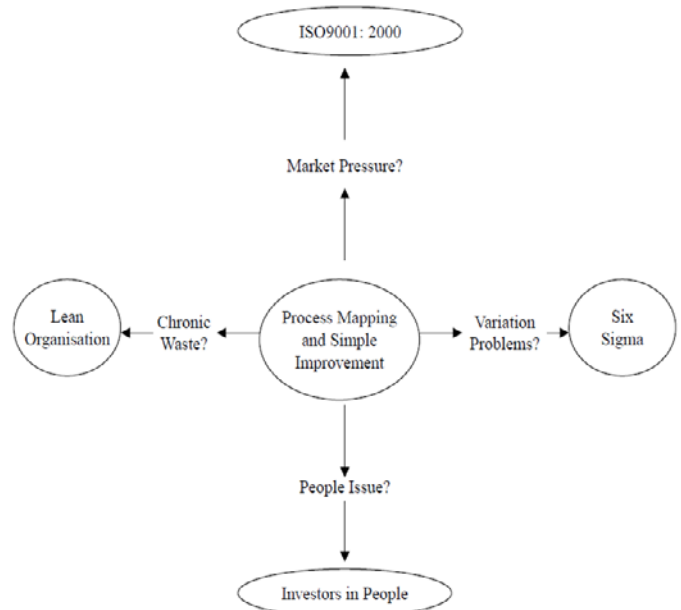 ISO9001: 2000
Market Pressure?
Lean
Organisation
Chronic
Waste?
Process Mapping
and Simple
Improvement
Variation
Problems?
Six
Sigma
People Issue?
Investors in People